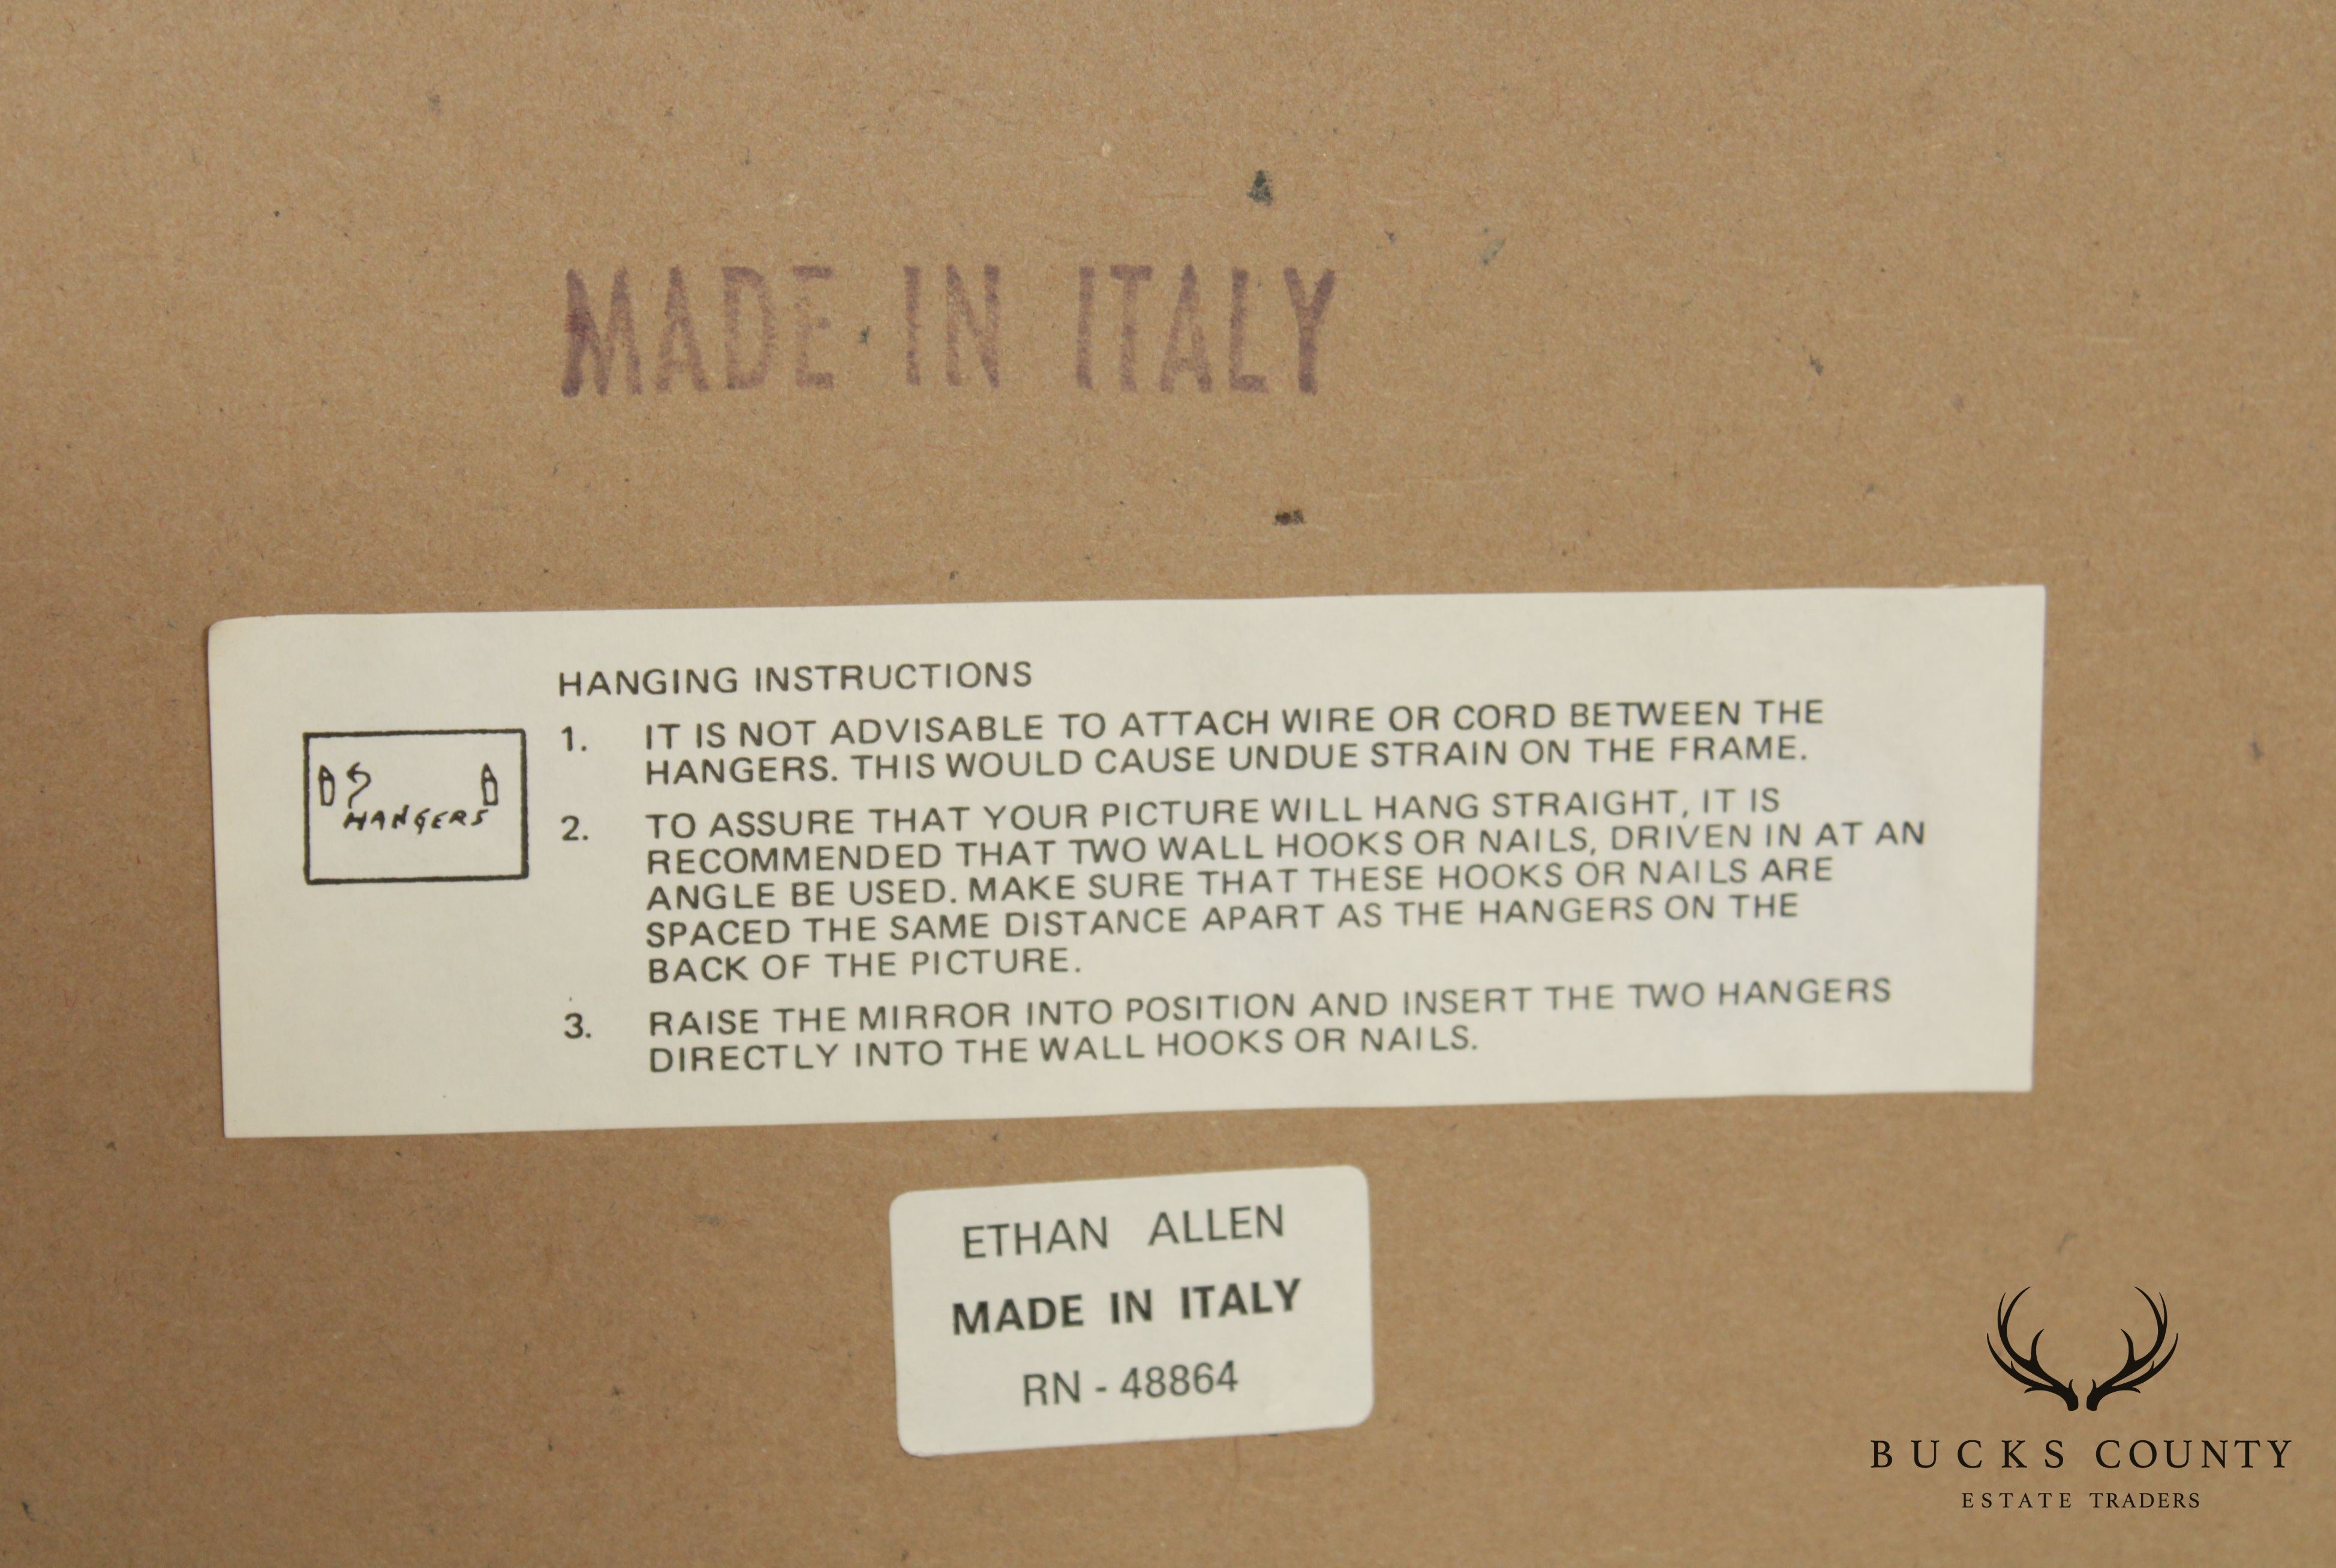 MADE IN ITALY
HANGING INSTRUCTIONS
1. IT IS NOT ADVISABLE TO ATTACH WIRE OR CORD BETWEEN THE
HANGERS. THIS WOULD CAUSE UNDUE STRAIN ON THE FRAME.
2. TO ASSURE THAT YOUR PICTURE WILL HANG STRAIGHT, IT IS
RECOMMENDED THAT TWO WALL HOOKS OR NAILS, DRIVEN IN AT AN
ANGLE BE USED. MAKE SURE THAT THESE HOOKS OR NAILS ARE
SPACED THE SAME DISTANCE APART AS THE HANGERS ON THE
BACK OF THE PICTURE.
3. RAISE THE MIRROR INTO POSITION AND INSERT THE TWO HANGERS
DIRECTLY INTO THE WALL HOOKS OR NAILS.
HANGERS
ETHAN ALLEN
MADE IN ITALY
RN - 48864
BUCKS COUNTY
ESTATE TRADERS